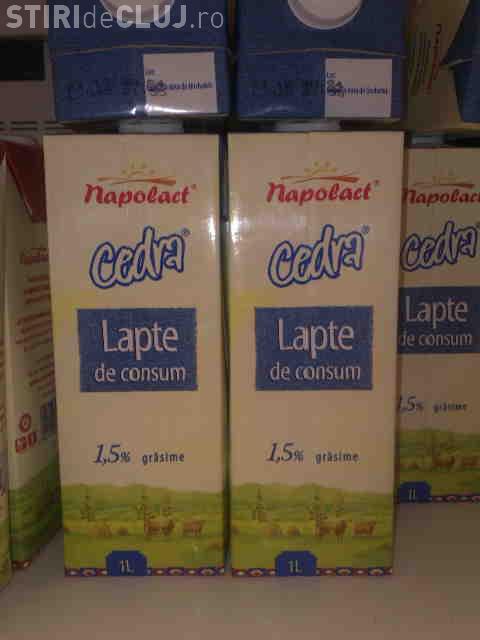 STIRIdeCLUJ.ro
Napolact®
Cedra®
Lapte
de consum
1,5% grăsime
1L
Napolact®
Cedra®
Lapte
de consum
1,5% grăsime
1L
Napolact
Cedra®
Lapte
de consum
1,5% grăsime
1L
Napolact